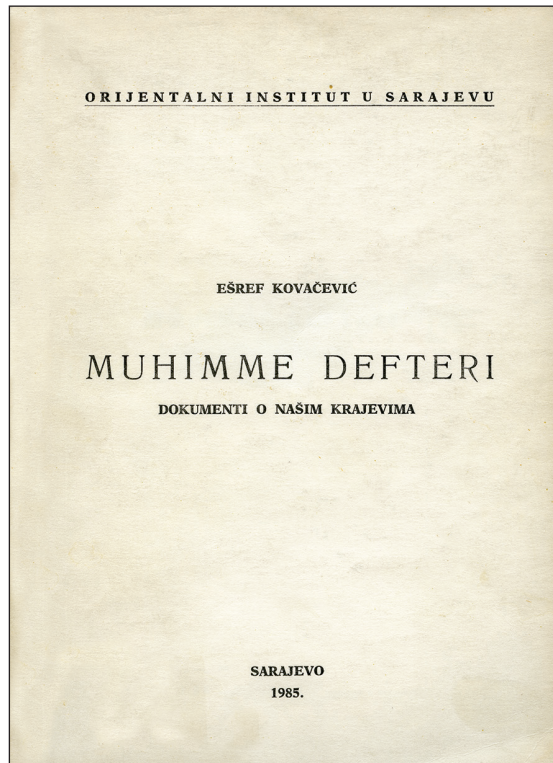 ORIJENTALNI INSTITUT U SARAJEVU
EŠREF KOVAČEVIĆ
MUHIMME DEFTERI
DOKUMENTI O NAŠIM KRAJEVIMA
SARAJEVO
1985.